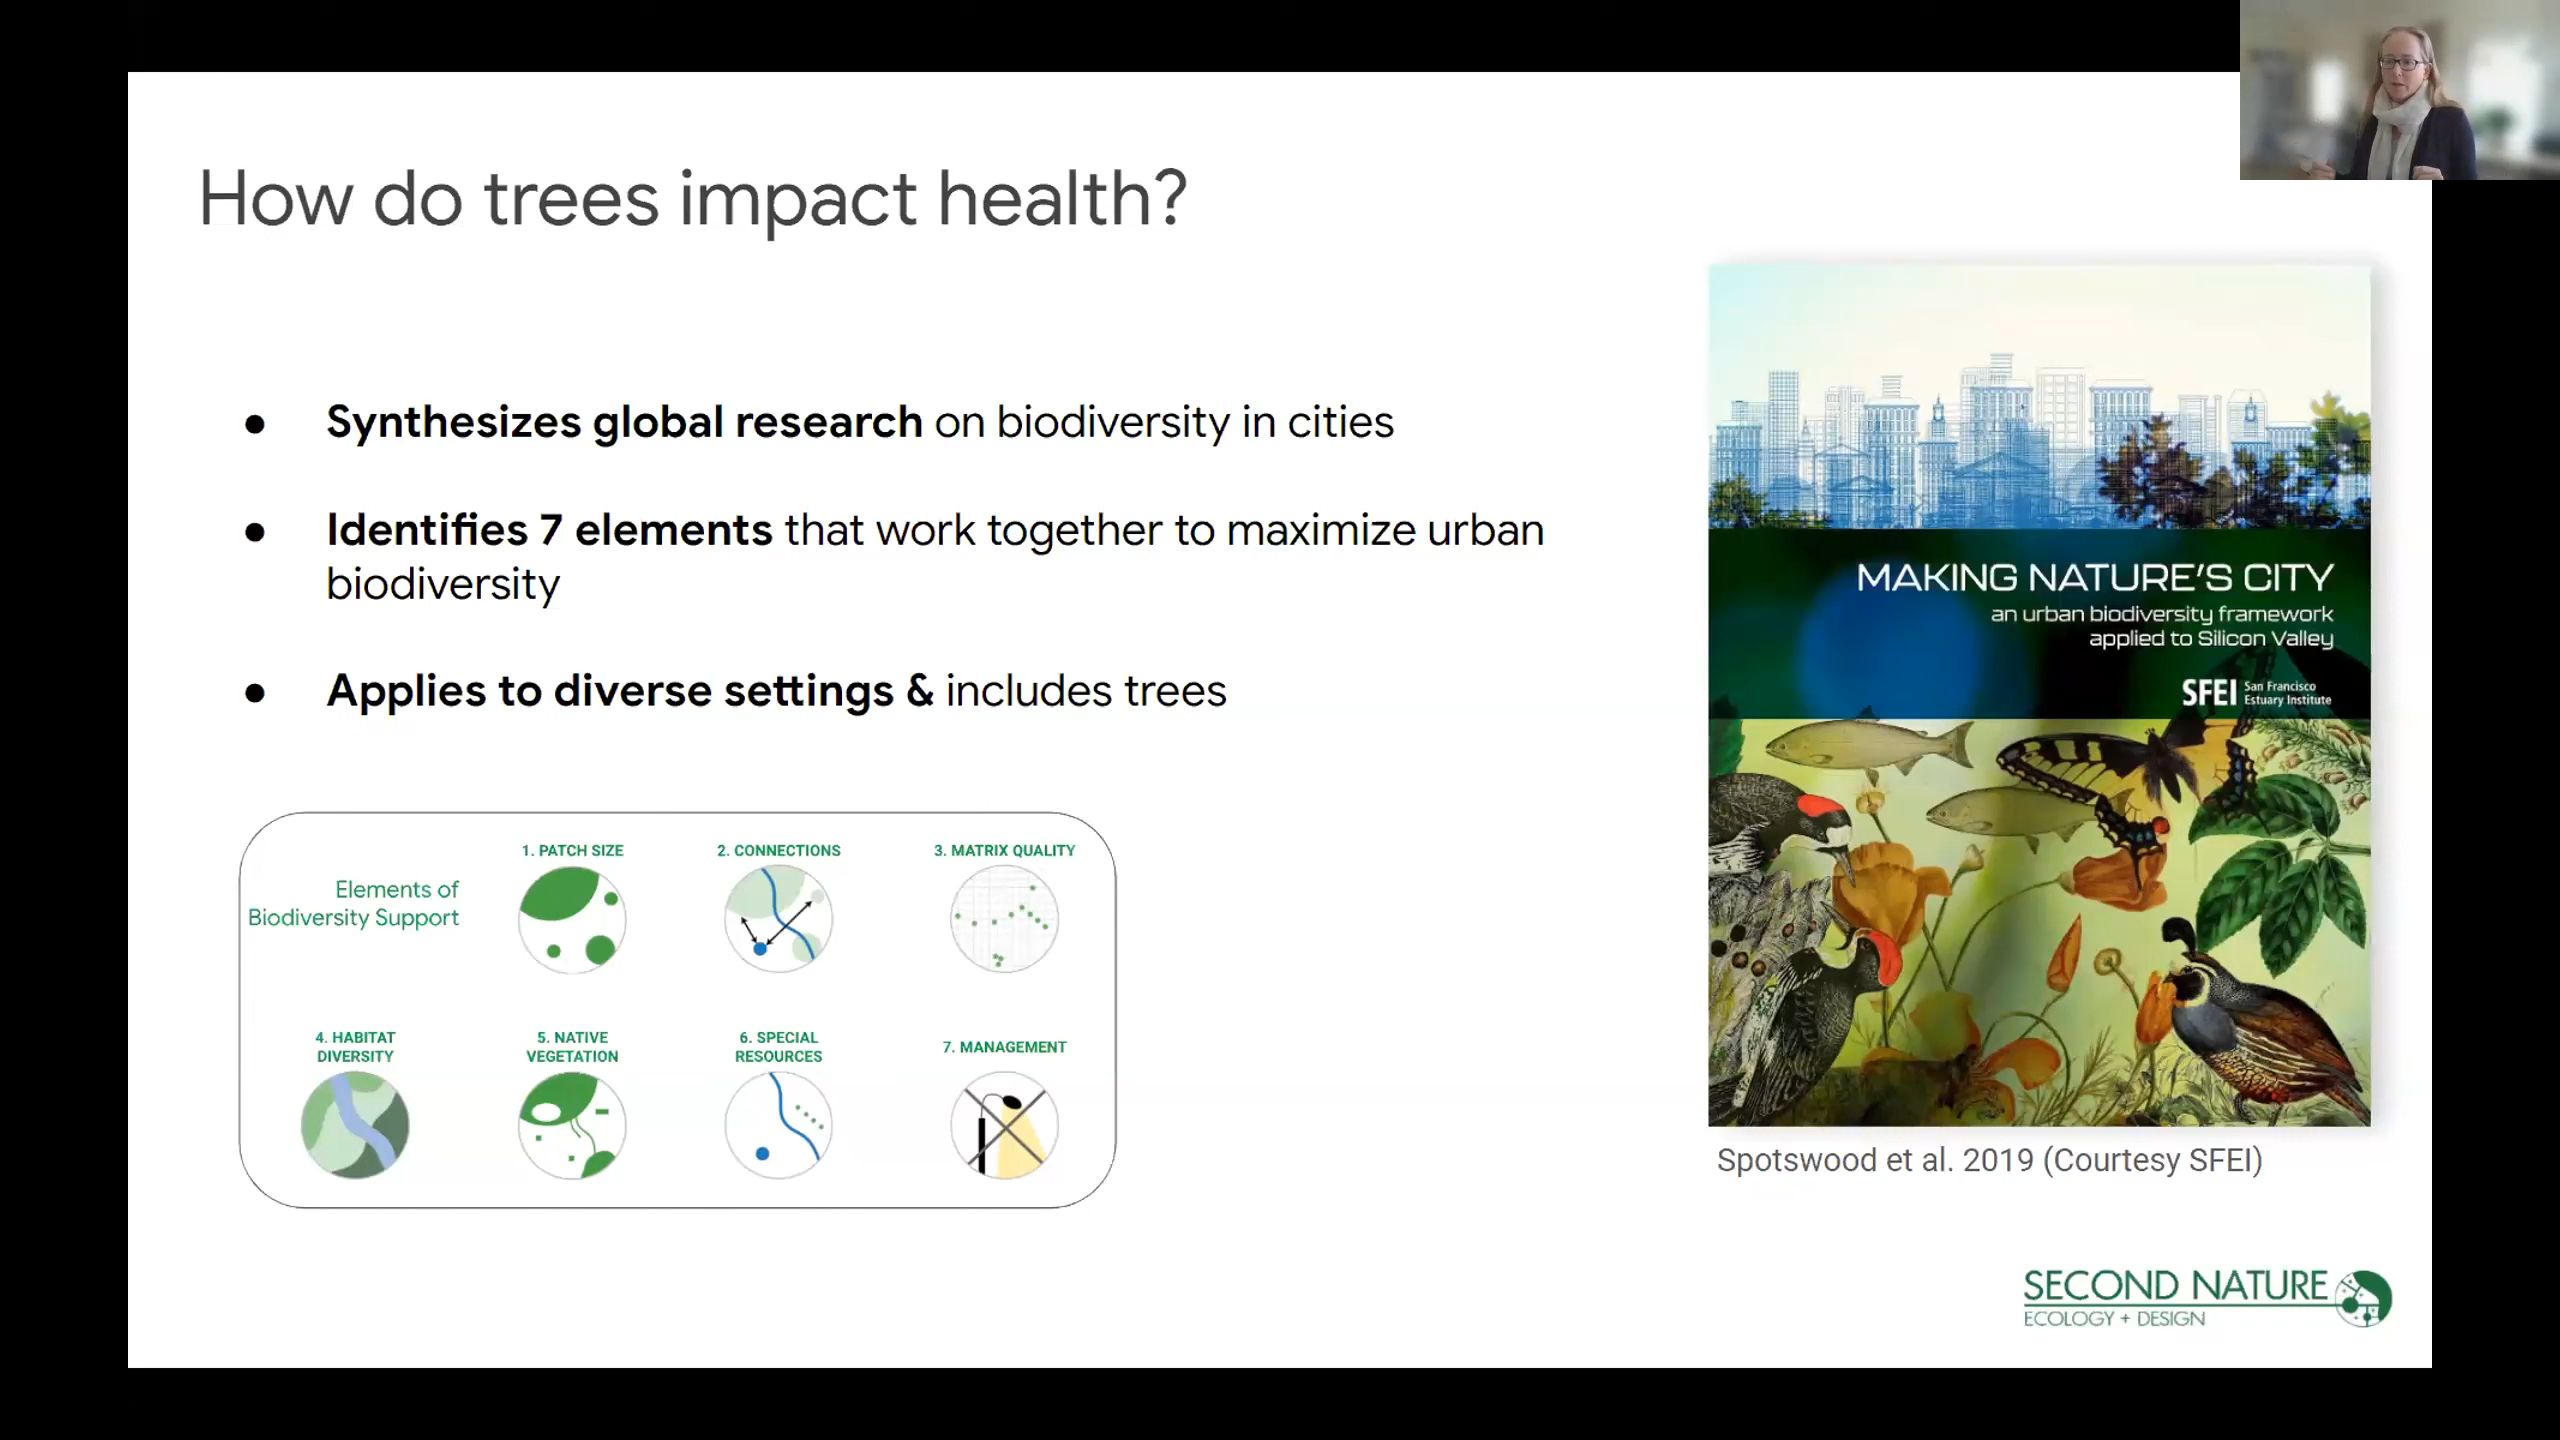 How do trees impact health?
● Synthesizes global research on biodiversity in cities
● Identifies 7 elements that work together to maximize urban
biodiversity
● Applies to diverse settings & includes trees
Elements of
Biodiversity Support
1. PATCH SIZE
2. CONNECTIONS
3. MATRIX QUALITY
4. HABITAT
DIVERSITY
5. NATIVE
VEGETATION
6. SPECIAL
RESOURCES
7. MANAGEMENT
MAKING NATURE'S CITY
an urban biodiversity framework
applied to Silicon Valley
SFEI San Francisco
Estuary Institute
Spotswood et al. 2019 (Courtesy SFEI)
SECOND NATURE
ECOLOGY + DESIGN